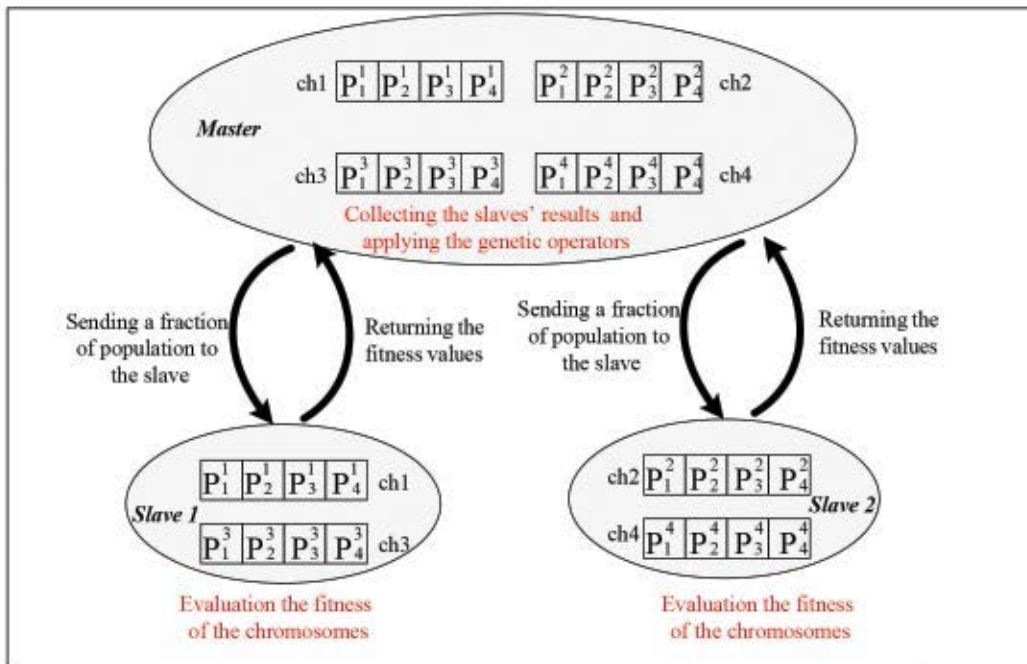 ch1 P₁¹ P₂¹ P₃¹ P₄¹ P₁² P₂² P₃² P₄² ch2
Master
ch3 P₁³ P₂³ P₃³ P₄³ P₁⁴ P₂⁴ P₃⁴ P₄⁴ ch4
Collecting the slaves' results and
applying the genetic operators
Sending a fraction
of population to
the slave
Returning the
fitness values
Sending a fraction
of population to
the slave
Returning the
fitness values
P₁¹ P₂¹ P₃¹ P₄¹ ch1
Slave 1
P₁³ P₂³ P₃³ P₄³ ch3
Evaluation the fitness
of the chromosomes
ch2 P₁² P₂² P₃² P₄²
Slave 2
ch4 P₁⁴ P₂⁴ P₃⁴ P₄⁴
Evaluation the fitness
of the chromosomes